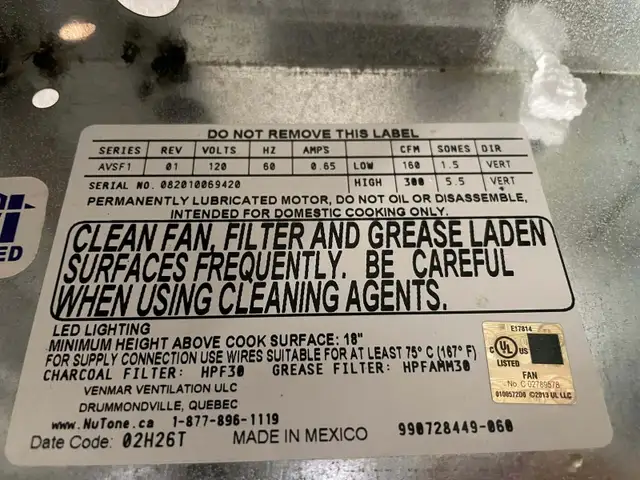 DO NOT REMOVE THIS LABEL
SERIES REV VOLTS HZ AMPS CFM SONES DIR
AVSF1 01 120 60 0.65 LOW 160 1.5 VERT
SERIAL NO. 082010069420 HIGH 300 5.5 VERT
PERMANENTLY LUBRICATED MOTOR, DO NOT OIL OR DISASSEMBLE,
INTENDED FOR DOMESTIC COOKING ONLY.
CLEAN FAN, FILTER AND GREASE LADEN
SURFACES FREQUENTLY. BE CAREFUL
WHEN USING CLEANING AGENTS.
LED LIGHTING
MINIMUM HEIGHT ABOVE COOK SURFACE: 18"
FOR SUPPLY CONNECTION USE WIRES SUITABLE FOR AT LEAST 75° C (167° F)
CHARCOAL FILTER: HPF30 GREASE FILTER: HPFAMM30
VENMAR VENTILATION ULC
DRUMMONDVILLE, QUEBEC
www.NuTone.ca 1-877-896-1119
Date Code: 02H26T MADE IN MEXICO 990728449-060
E17814
C UL US
LISTED
FAN
©2013 UL LLC